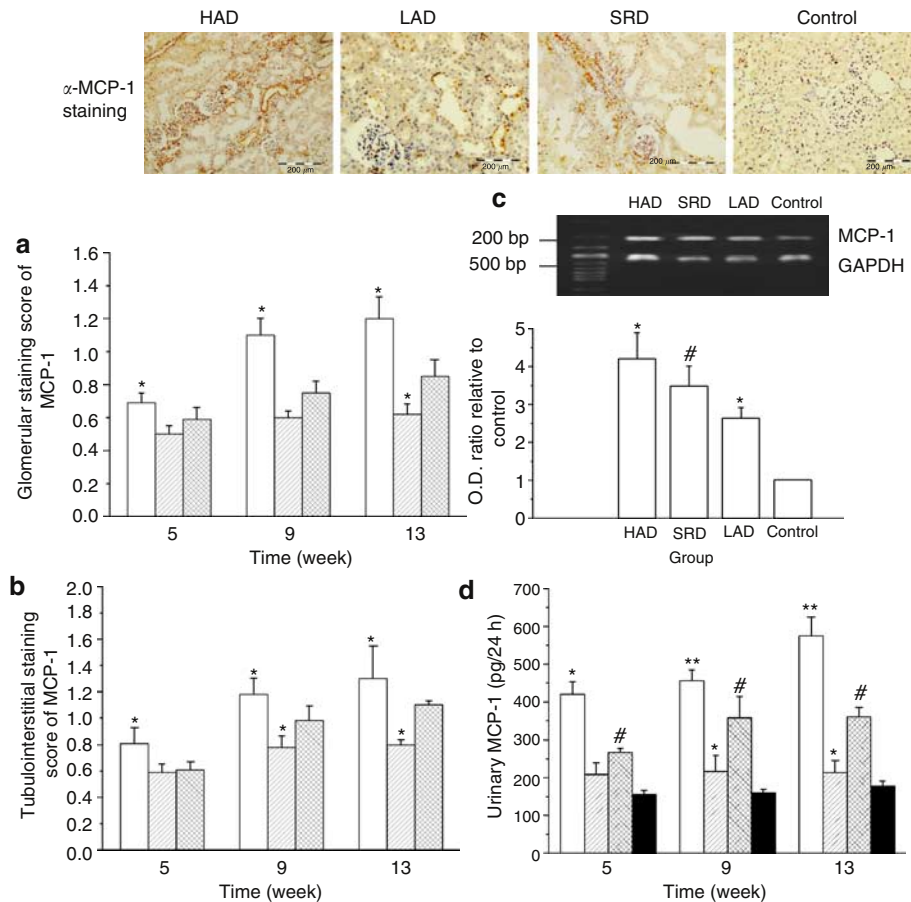 HAD LAD SRD Control
α-MCP-1
staining
200 μm 200 μm 200 μm 200 μm
a
Glomerular staining score of
MCP-1
1.6
1.4
1.2
1.0
0.8
0.6
0.4
0.2
0.0
* * * *
5 9 13
Time (week)
c
HAD SRD LAD Control
200 bp
500 bp
MCP-1
GAPDH
O.D. ratio relative to
control
5
4
3
2
1
0
* # *
HAD SRD LAD Control
Group
b
Tubulointerstitial staining
score of MCP-1
2.0
1.8
1.6
1.4
1.2
1.0
0.8
0.6
0.4
0.2
0.0
* * * * *
5 9 13
Time (week)
d
Urinary MCP-1 (pg/24 h)
700
600
500
400
300
200
100
0
* # ** * # ** * #
5 9 13
Time (week)